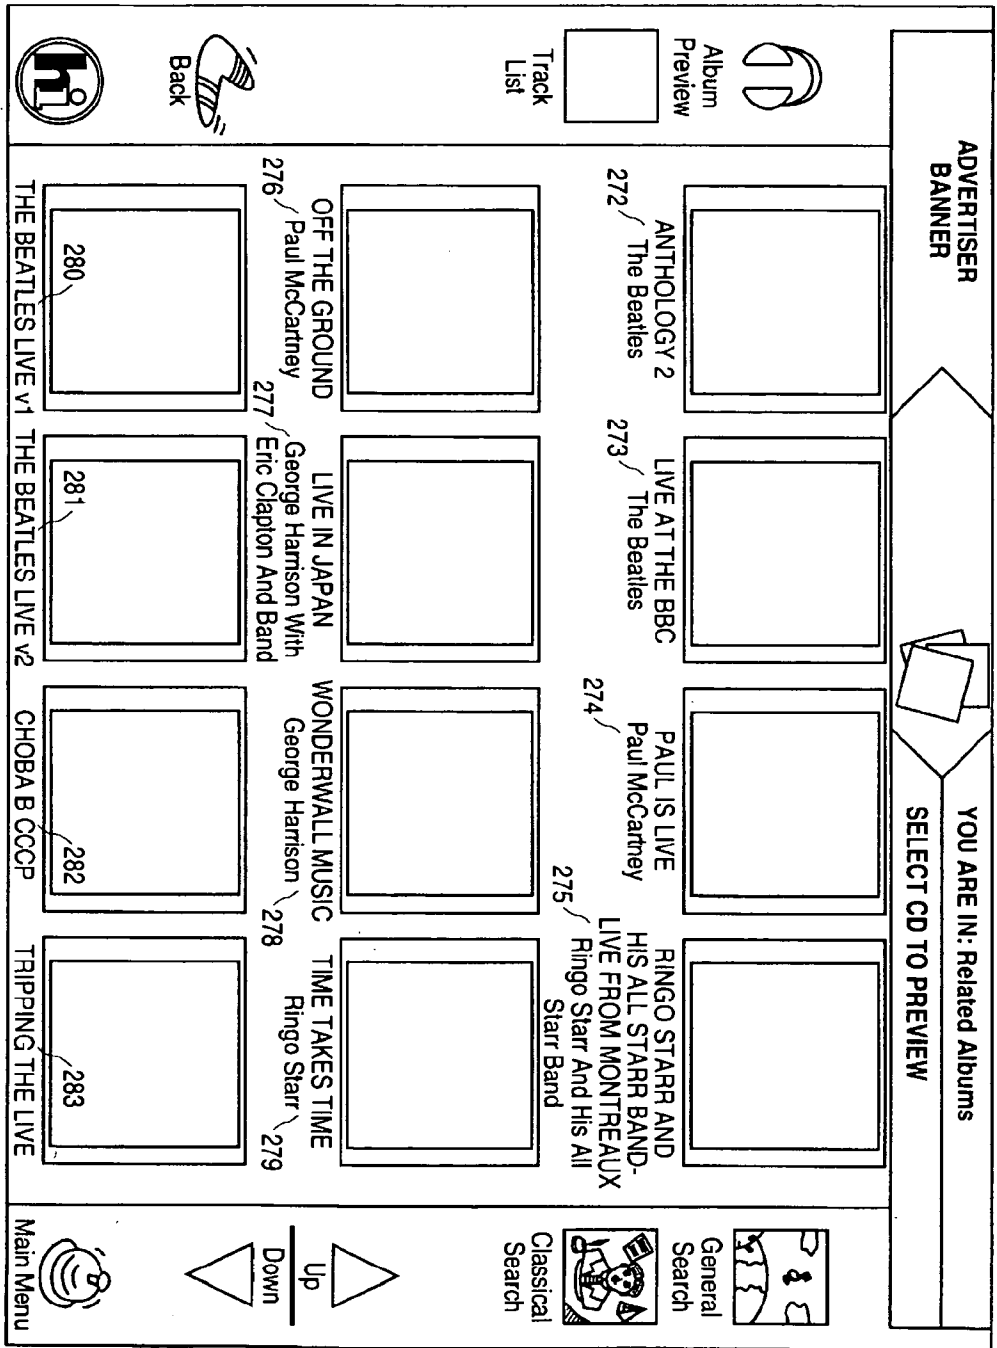 ADVERTISER
BANNER
YOU ARE IN: Related Albums
SELECT CD TO PREVIEW
Album
Preview
Track
List
Back
hi
ANTHOLOGY 2
272 The Beatles
LIVE AT THE BBC
273 The Beatles
PAUL IS LIVE
274 Paul McCartney
RINGO STARR AND
HIS ALL STARR BAND-
LIVE FROM MONTREAUX
275 Ringo Starr And His All
Starr Band
OFF THE GROUND
276 Paul McCartney
LIVE IN JAPAN
277 George Harrison With
Eric Clapton And Band
WONDERWALL MUSIC
George Harrison 278
TIME TAKES TIME
Ringo Starr 279
280
THE BEATLES LIVE v1
281
THE BEATLES LIVE v2
282
CHOBA B CCCP
283
TRIPPING THE LIVE
General
Search
Classical
Search
Up
Down
Main Menu